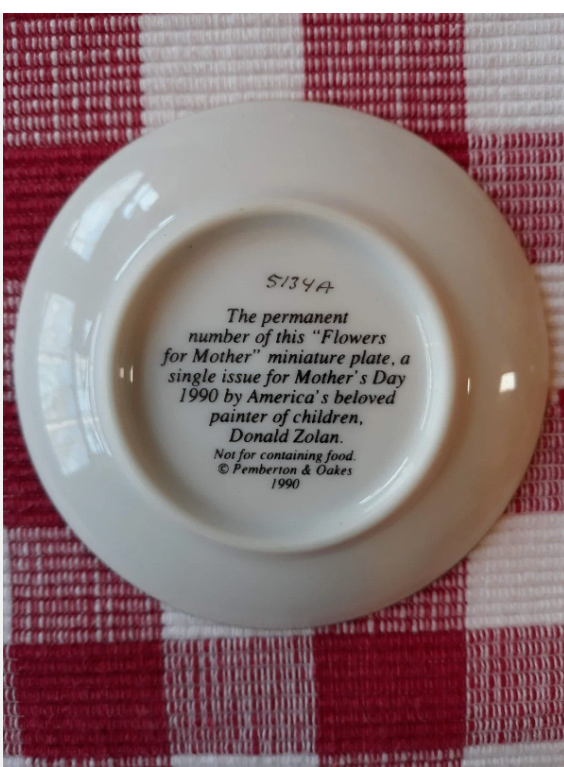 5134A
The permanent
number of this "Flowers
for Mother" miniature plate, a
single issue for Mother's Day
1990 by America's beloved
painter of children,
Donald Zolan.
Not for containing food.
© Pemberton & Oakes
1990